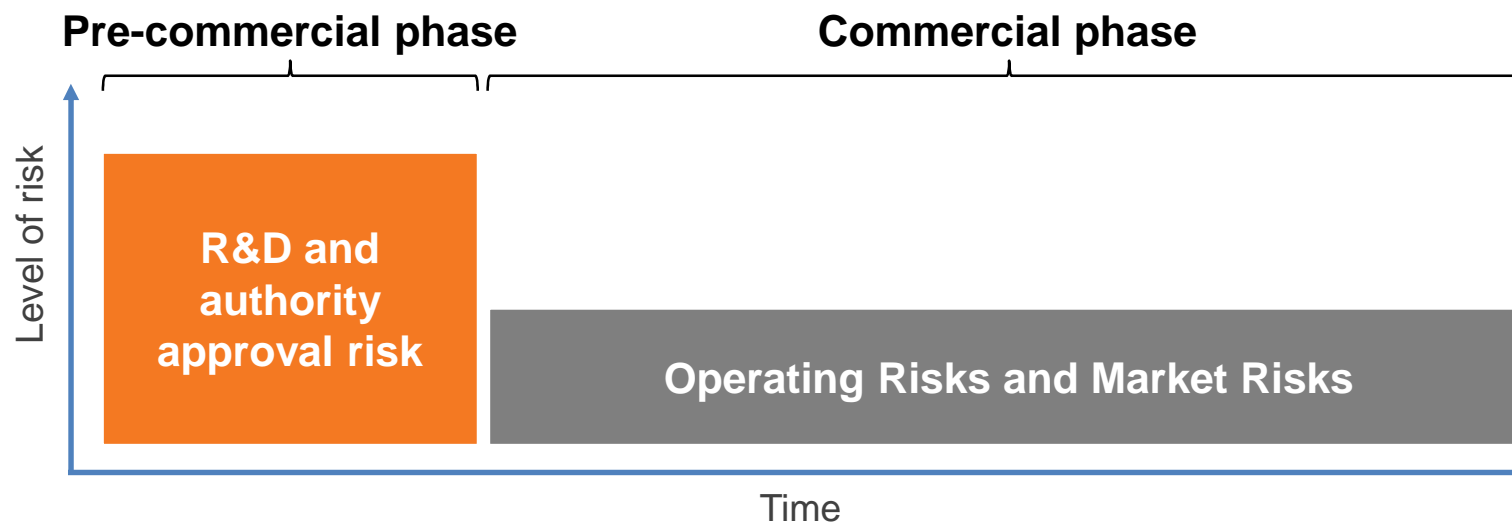 Pre-commercial phase
Commercial phase
Level of risk
R&D and
authority
approval risk
Operating Risks and Market Risks
Time